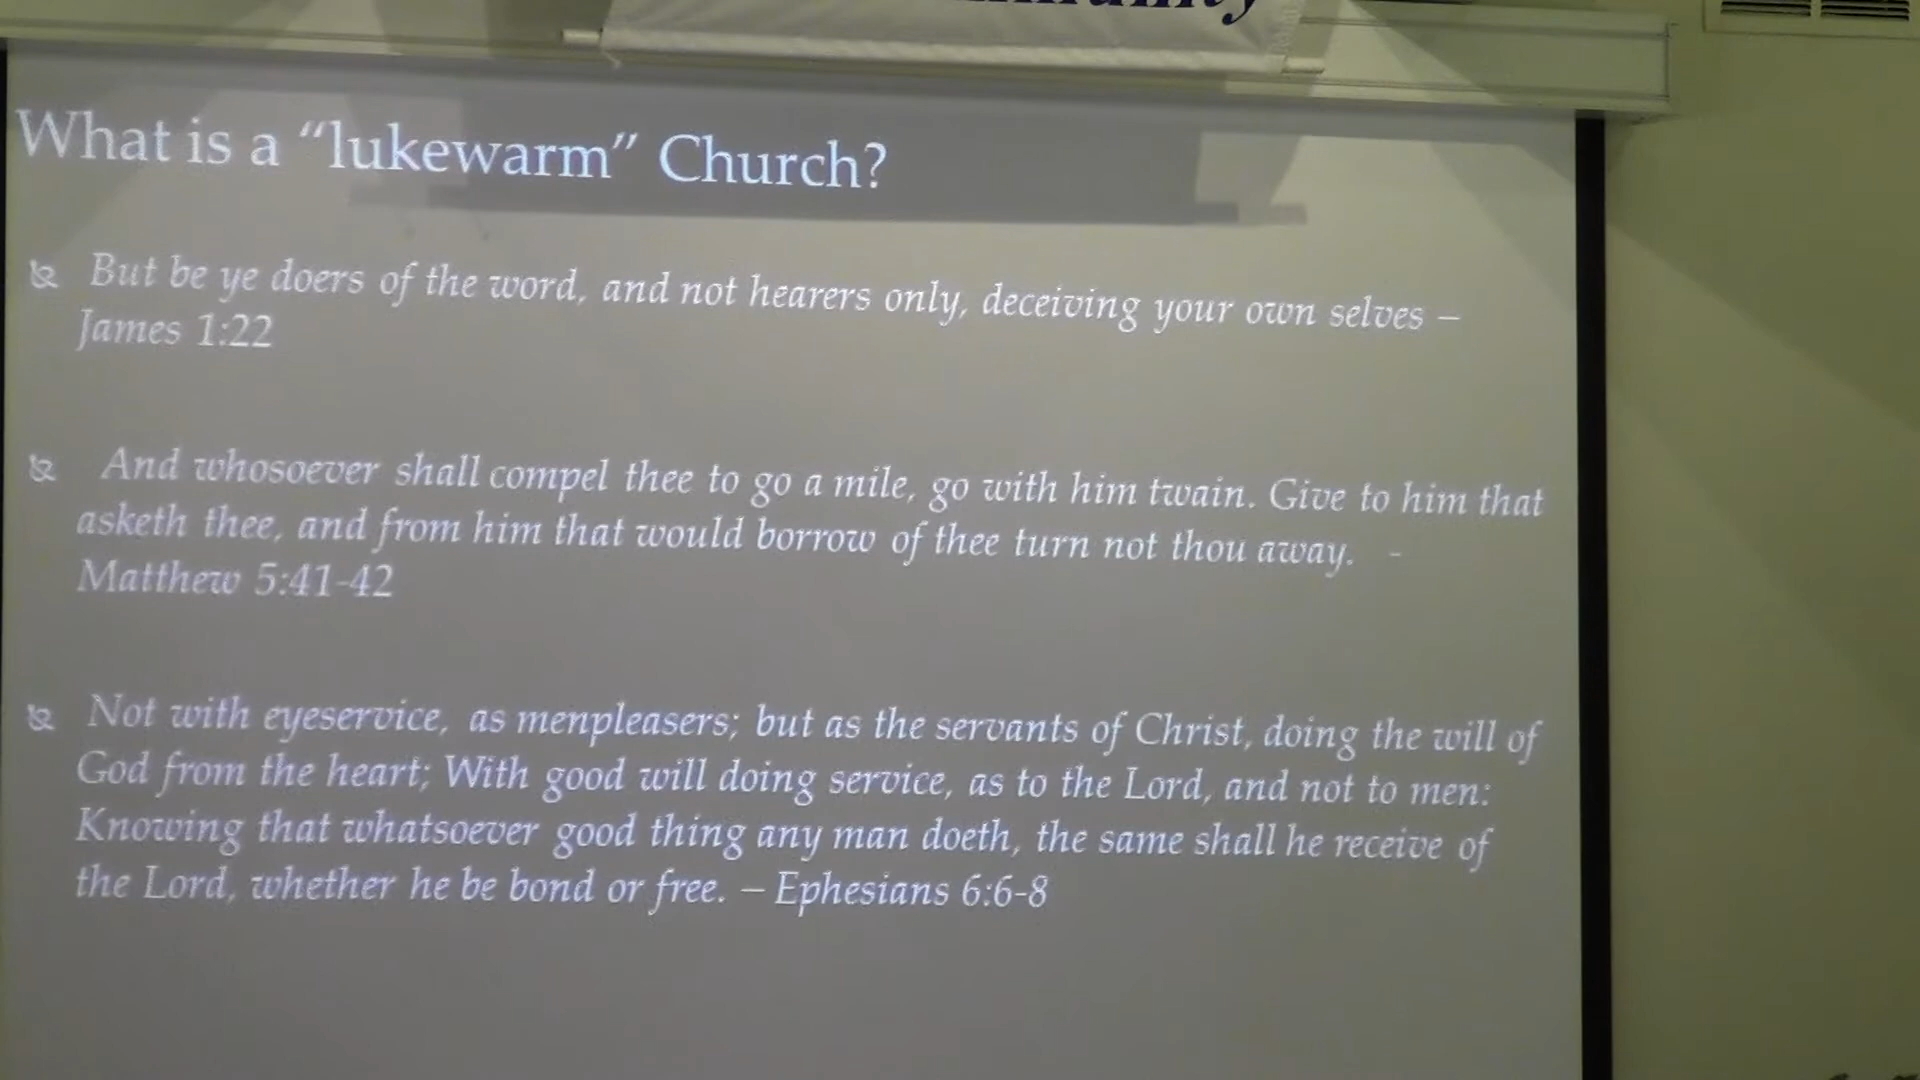 What is a “lukewarm” Church?
But be ye doers of the word, and not hearers only, deceiving your own selves –
James 1:22
And whosoever shall compel thee to go a mile, go with him twain. Give to him that
asketh thee, and from him that would borrow of thee turn not thou away. -
Matthew 5:41-42
Not with eyeservice, as menpleasers; but as the servants of Christ, doing the will of
God from the heart; With good will doing service, as to the Lord, and not to men:
Knowing that whatsoever good thing any man doeth, the same shall he receive of
the Lord, whether he be bond or free. – Ephesians 6:6-8